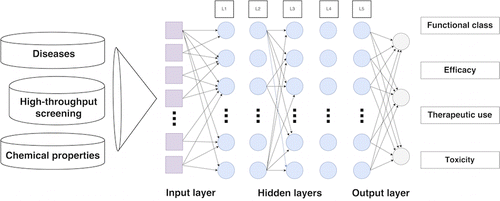 L1 L2 L3 L4 L5
Diseases
High-throughput
screening
Chemical properties
Functional class
Efficacy
Therapeutic use
Toxicity
Input layer Hidden layers Output layer